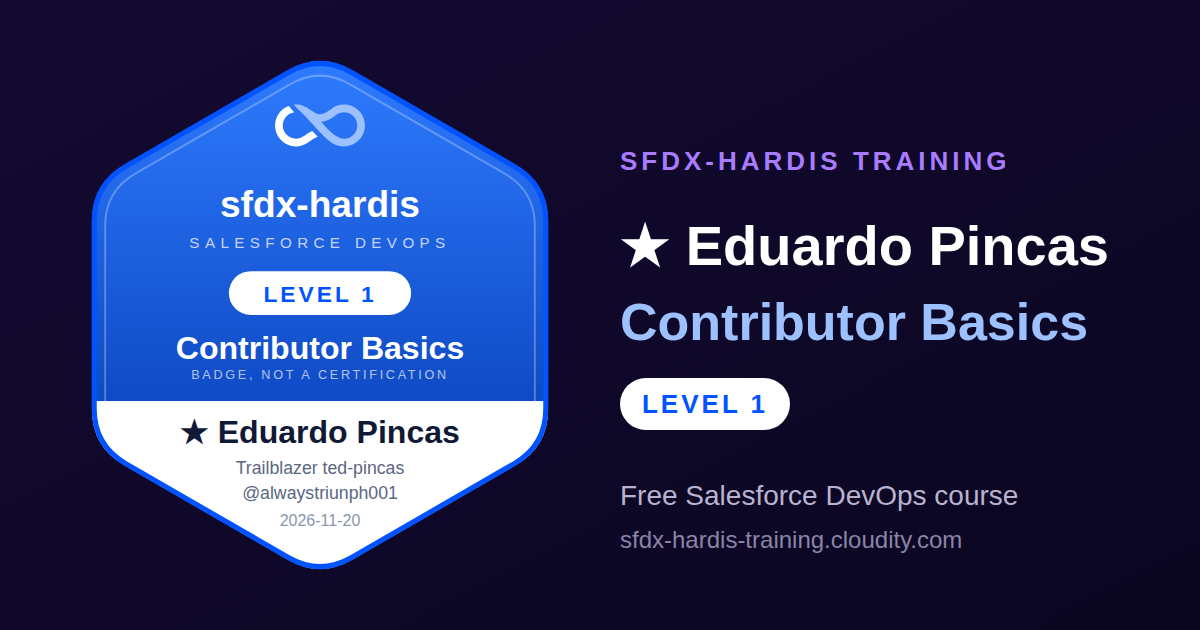 sfdx-hardis
SALESFORCE DEVOPS
LEVEL 1
Contributor Basics
BADGE, NOT A CERTIFICATION
★ Eduardo Pincas
Trailblazer ted-pincas
@alwaystriunph001
2026-11-20
SFDX-HARDIS TRAINING
★ Eduardo Pincas
Contributor Basics
LEVEL 1
Free Salesforce DevOps course
sfdx-hardis-training.cloudity.com